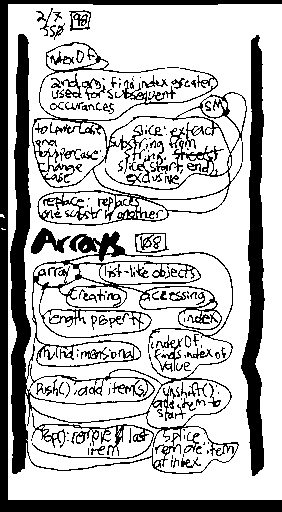 2/7 98
350
indexOf
2nd arg: find index greater
used for subsequent
occurances
SM
toLowerCase
and
toUpperCase:
change
case
slice: extract
substring from
string,
slice(start, end)
exclusive
replace: replaces
one substr w another
Arrays 108
array
list-like objects
creating
accessing
length property
index
multidimensional
indexOf:
finds index of
value
Push(): add item(s)
unshift():
add item to
start
Pop(): remove last
item
splice
remove item
at index